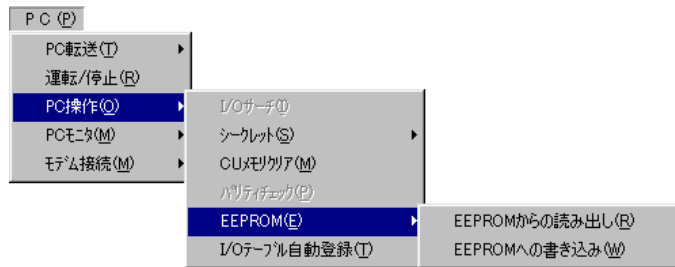 ＰＣ(P)
PC転送(T)
運転/停止(R)
PC操作(O)
PCﾓﾆﾀ(M)
ﾓﾃﾞﾑ接続(M)
I/Oｻｰﾁ(I)
ｼｰｸﾚｯﾄ(S)
CUﾒﾓﾘｸﾘｱ(M)
ﾊﾟﾘﾃｨﾁｪｯｸ(P)
EEPROM(E)
I/Oﾃｰﾌﾞﾙ自動登録(T)
EEPROMからの読み出し(R)
EEPROMへの書き込み(W)